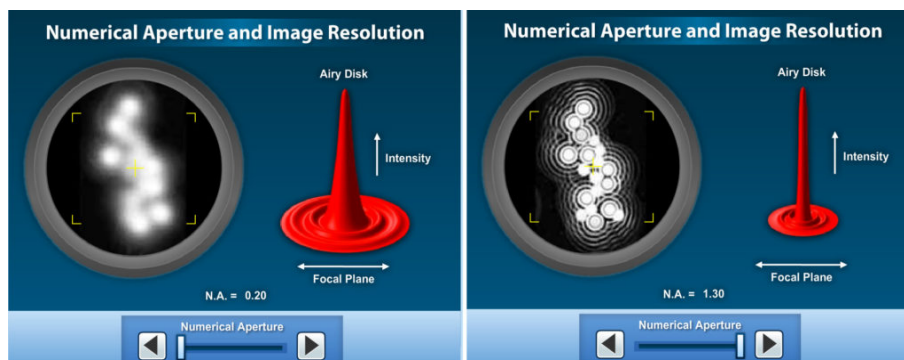 Numerical Aperture and Image Resolution
Airy Disk
Intensity
Focal Plane
N.A. = 0.20
Numerical Aperture
Numerical Aperture and Image Resolution
Airy Disk
Intensity
Focal Plane
N.A. = 1.30
Numerical Aperture